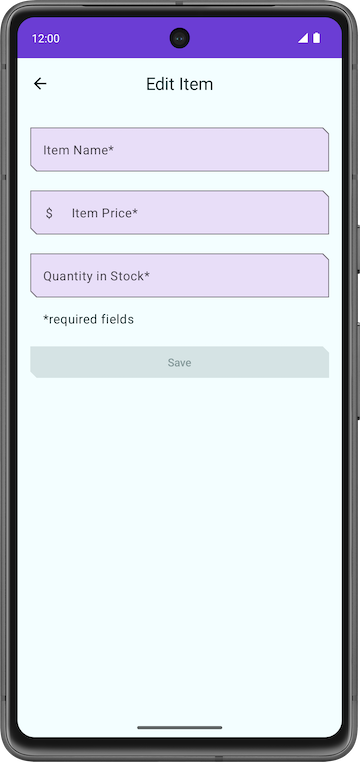 12:00
Edit Item
Item Name*
$ Item Price*
Quantity in Stock*
*required fields
Save